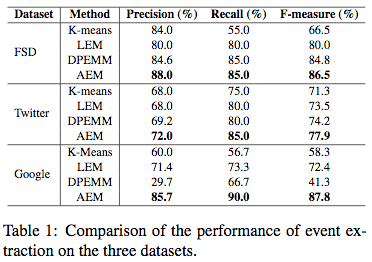 Dataset Method Precision (%) Recall (%) F-measure (%)
K-means 84.0 55.0 66.5
LEM 80.0 80.0 80.0
FSD
DPEMM 84.6 85.0 84.8
AEM 88.0 85.0 86.5
K-means 68.0 75.0 71.3
LEM 68.0 80.0 73.5
Twitter
DPEMM 69.2 80.0 74.2
AEM 72.0 85.0 77.9
K-Means 60.0 56.7 58.3
LEM 71.4 73.3 72.4
Google
DPEMM 29.7 66.7 41.3
AEM 85.7 90.0 87.8
Table 1: Comparison of the performance of event ex-
traction on the three datasets.